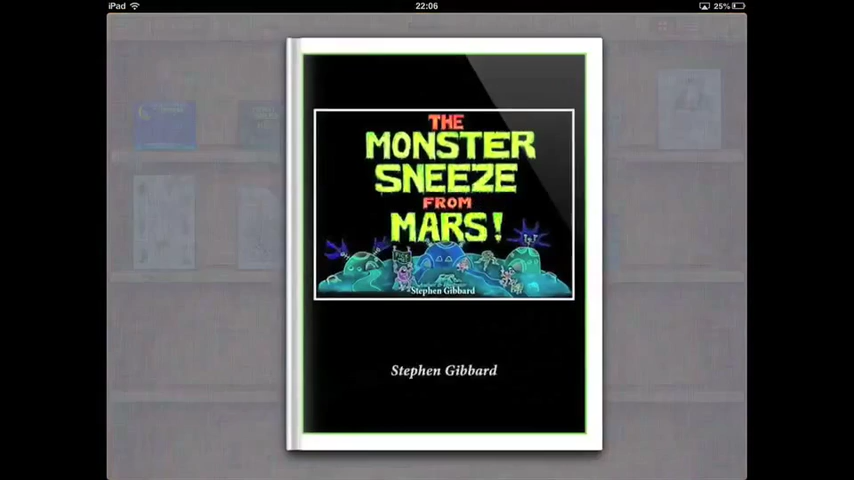 iPad
22:06
25%
THE
MONSTER
SNEEZE
FROM
MARS!
Stephen Gibbard
Stephen Gibbard